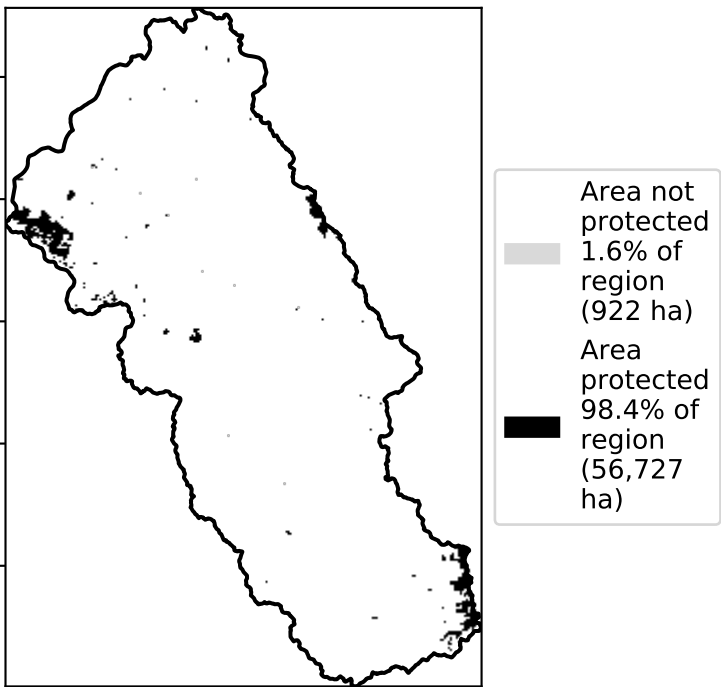 Area not
protected
1.6% of
region
(922 ha)
Area
protected
98.4% of
region
(56,727
ha)